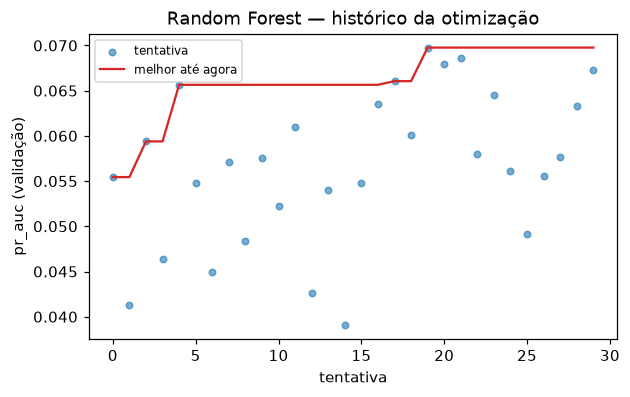 Random Forest — histórico da otimização
tentativa
melhor até agora
pr_auc (validação)
0.070
0.065
0.060
0.055
0.050
0.045
0.040
0 5 10 15 20 25 30
tentativa